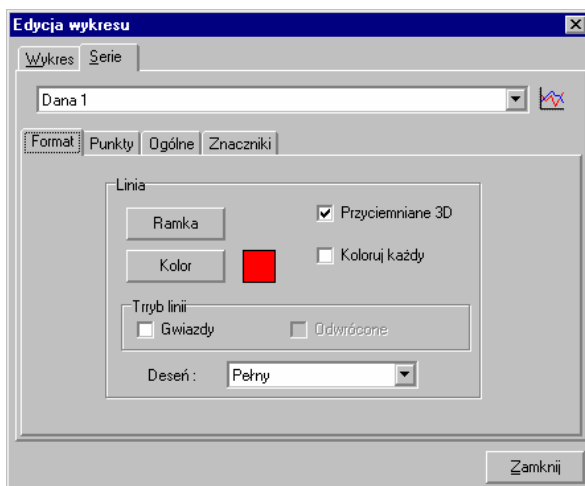 Edycja wykresu
Wykres Serie
Dana 1
Format Punkty Ogólne Znaczniki
Linia
Ramka
Przyciemniane 3D
Kolor
Koloruj każdy
Trryb linii
Gwiazdy
Odwrócone
Deseń :
Pełny
Zamknij